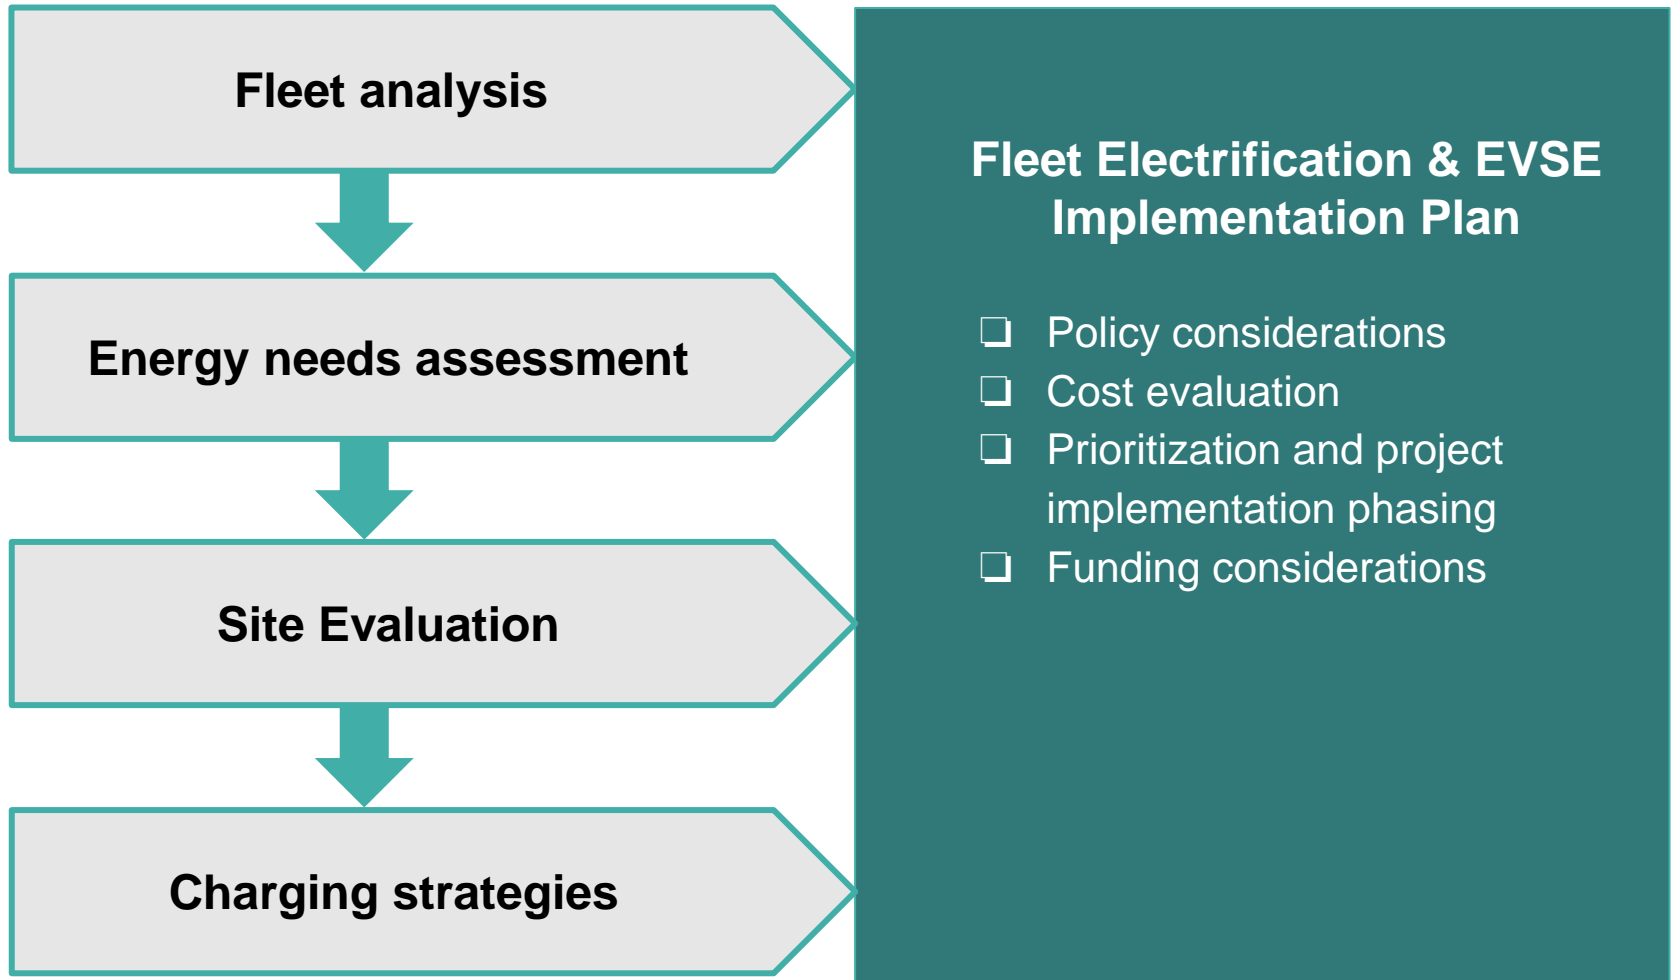 Fleet analysis
Energy needs assessment
Site Evaluation
Charging strategies
Fleet Electrification & EVSE
Implementation Plan
❏ Policy considerations
❏ Cost evaluation
❏ Prioritization and project
implementation phasing
❏ Funding considerations